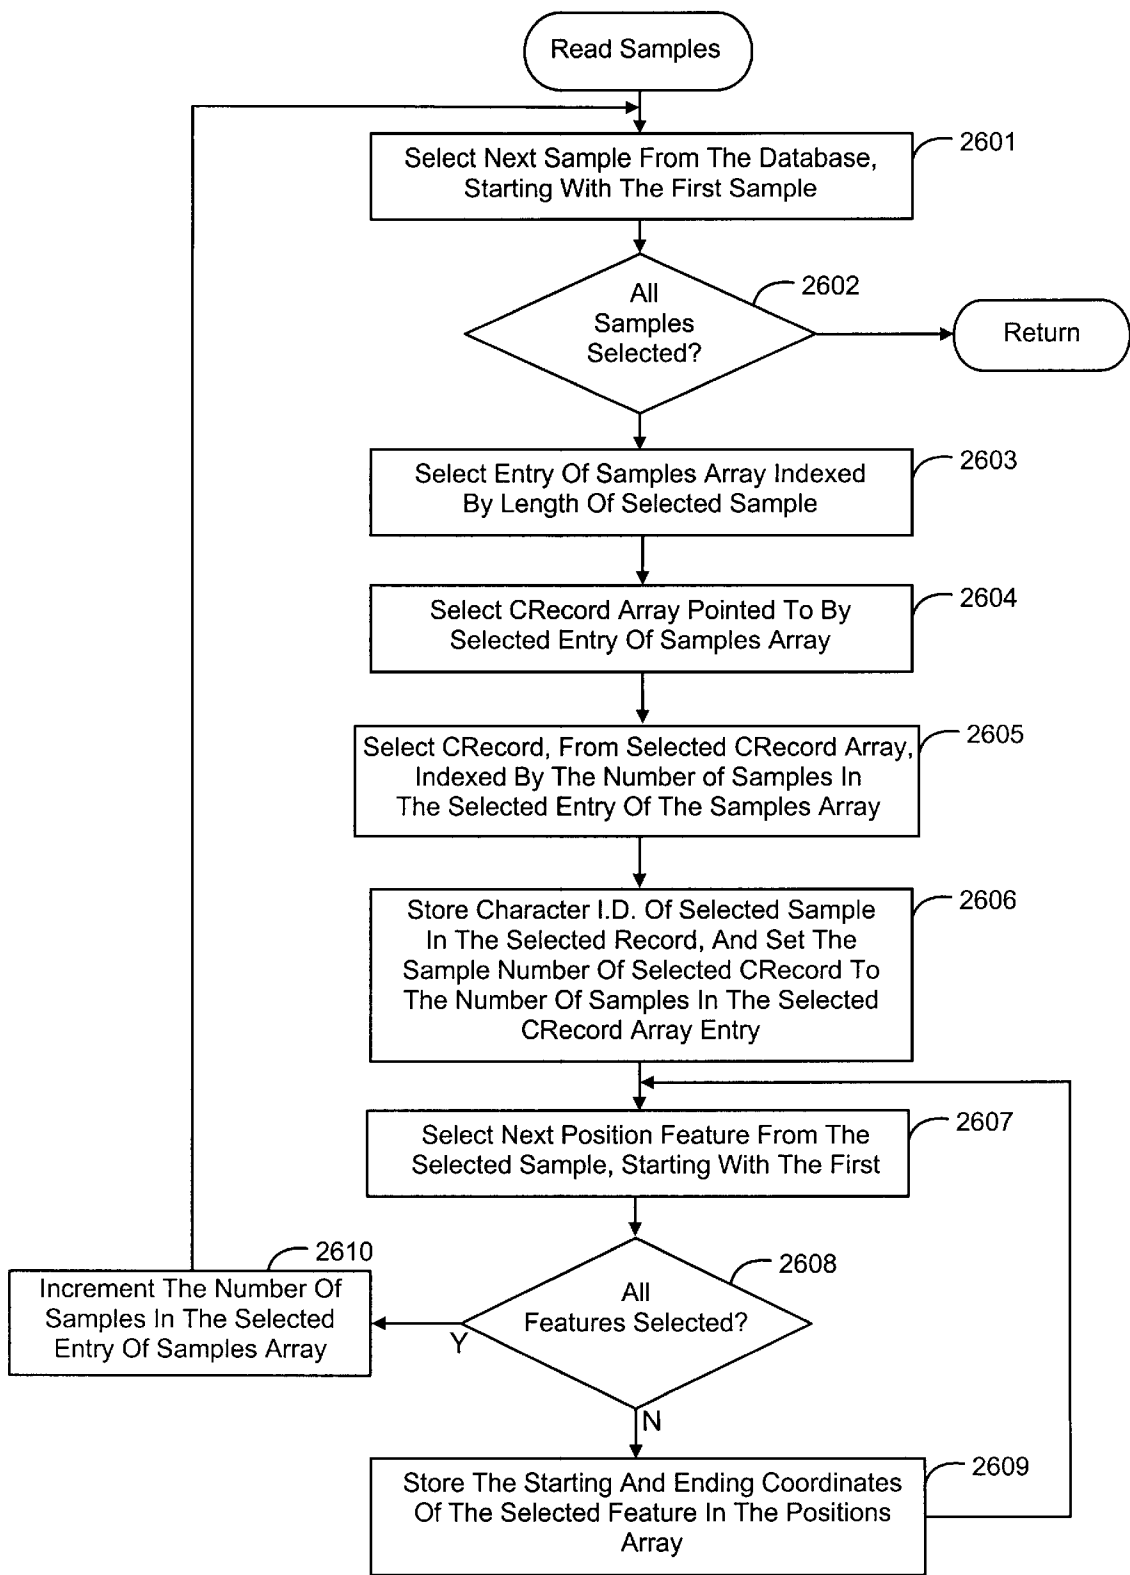 Read Samples
2601
Select Next Sample From The Database,
Starting With The First Sample
2602
All
Samples
Selected?
Return
2603
Select Entry Of Samples Array Indexed
By Length Of Selected Sample
2604
Select CRecord Array Pointed To By
Selected Entry Of Samples Array
2605
Select CRecord, From Selected CRecord Array,
Indexed By The Number of Samples In
The Selected Entry Of The Samples Array
2606
Store Character I.D. Of Selected Sample
In The Selected Record, And Set The
Sample Number Of Selected CRecord To
The Number Of Samples In The Selected
CRecord Array Entry
2607
Select Next Position Feature From The
Selected Sample, Starting With The First
2608
All
Features Selected?
Y
N
2610
Increment The Number Of
Samples In The Selected
Entry Of Samples Array
2609
Store The Starting And Ending Coordinates
Of The Selected Feature In The Positions
Array